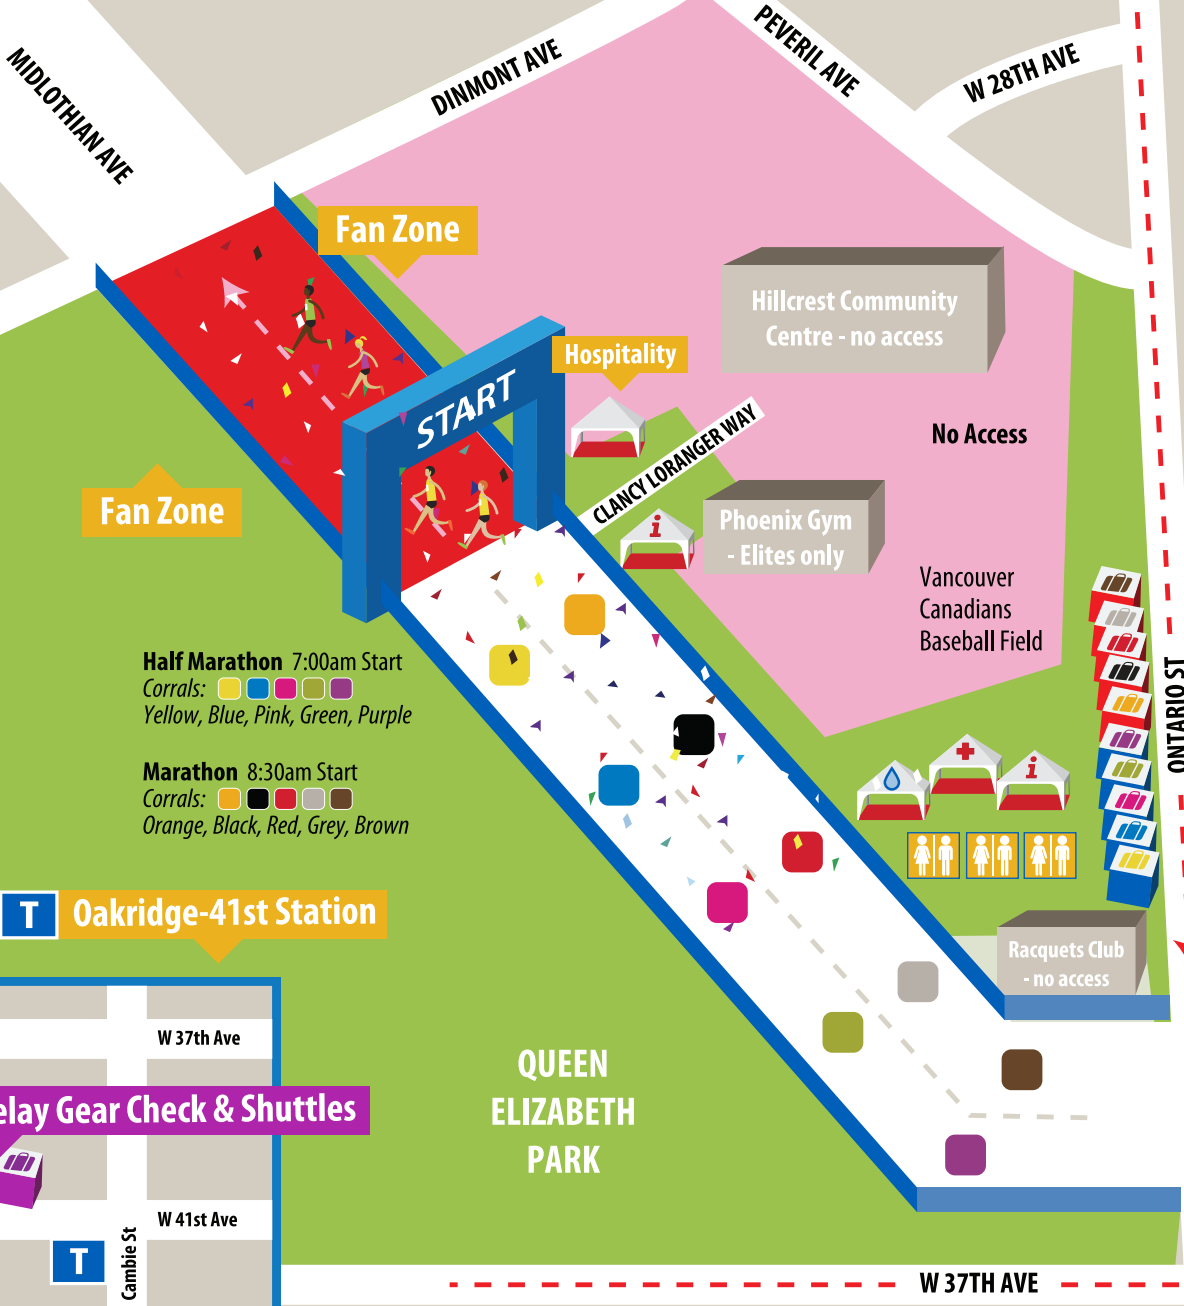 MIDLOTHIAN AVE
DINMONT AVE
PEVERIL AVE
W 28TH AVE
Fan Zone
Hillcrest Community
Centre - no access
Hospitality
START
CLANCY LORANGER WAY
No Access
Fan Zone
i
Phoenix Gym
- Elites only
Vancouver
Canadians
Baseball Field
ONTARIO ST
Half Marathon 7:00am Start
Corrals:
Yellow, Blue, Pink, Green, Purple
Marathon 8:30am Start
Corrals:
Orange, Black, Red, Grey, Brown
i
T Oakridge-41st Station
Racquets Club
- no access
W 37th Ave
QUEEN
ELIZABETH
PARK
elay Gear Check & Shuttles
W 41st Ave
T
Cambie St
W 37TH AVE